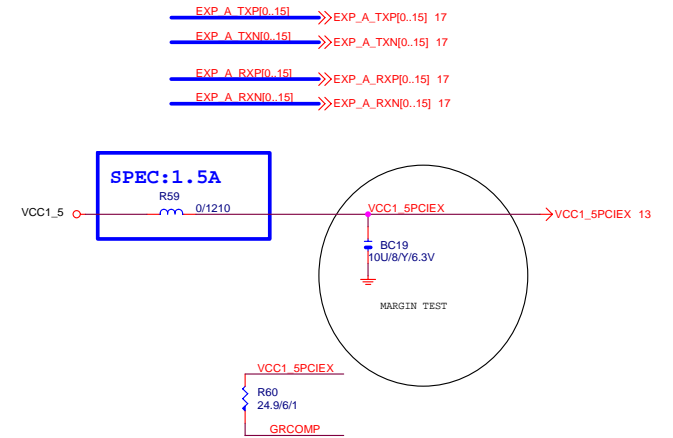 EXP_A_TXP[0..15] EXP_A_TXP[0..15] 17
EXP_A_TXN[0..15] EXP_A_TXN[0..15] 17
EXP_A_RXP[0..15] EXP_A_RXP[0..15] 17
EXP_A_RXN[0..15] EXP_A_RXN[0..15] 17
SPEC:1.5A
R59
VCC1_5 0/1210 VCC1_5PCIEX VCC1_5PCIEX 13
BC19
10U/8/Y/6.3V
MARGIN TEST
VCC1_5PCIEX
R60
24.9/6/1
GRCOMP